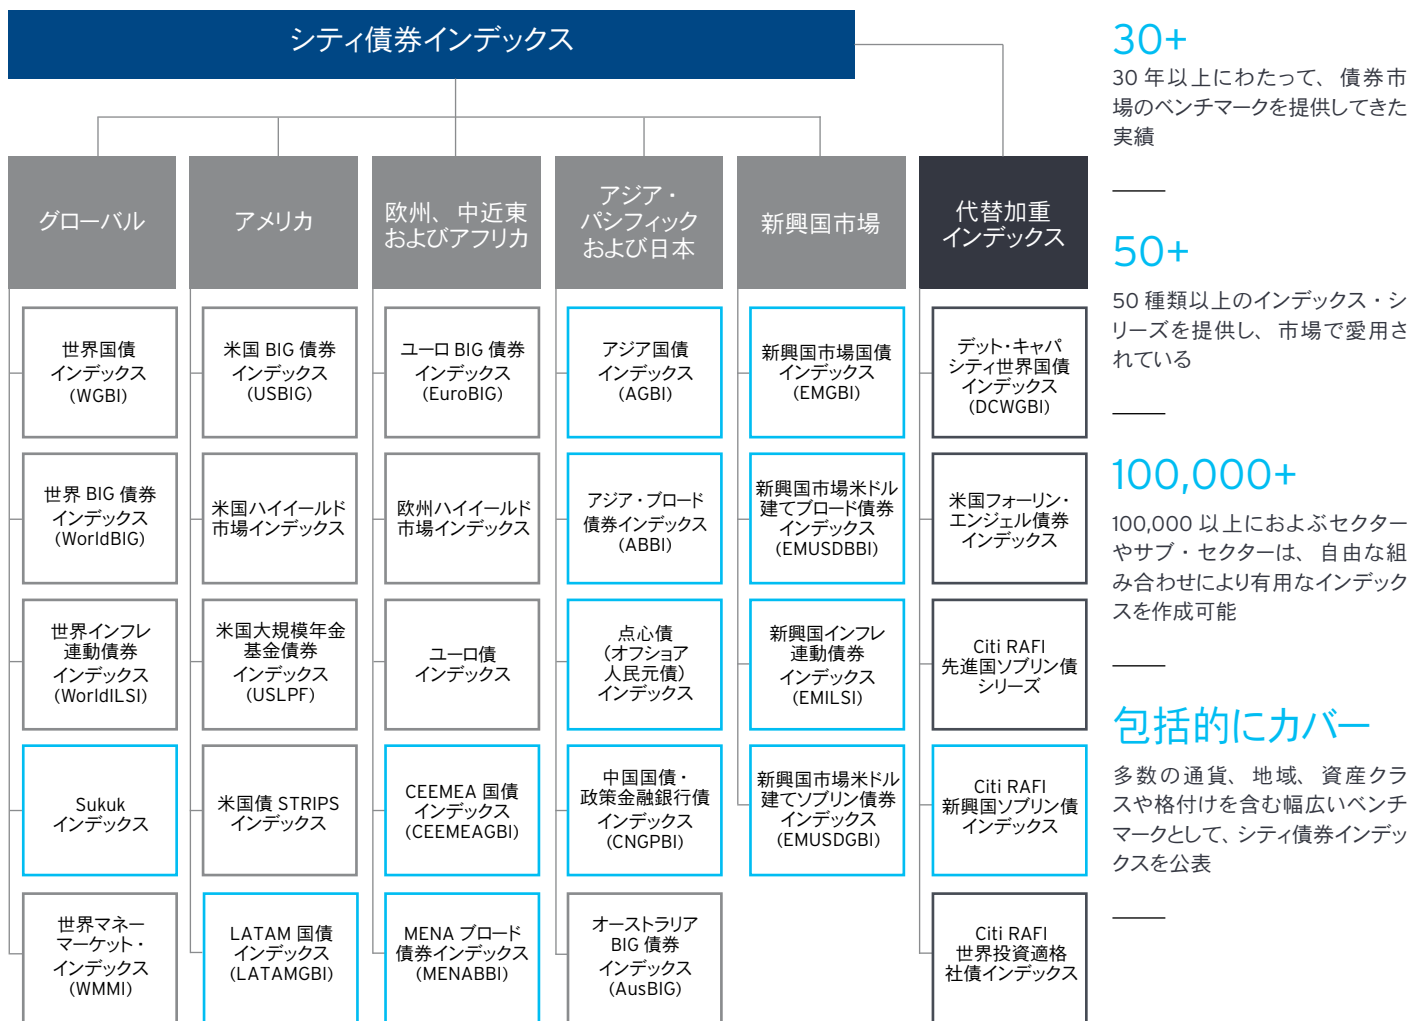 シティ債券インデックス
グローバル
世界国債
インデックス
(WGBI)
世界 BIG 債券
インデックス
(WorldBIG)
世界インフレ
連動債券
インデックス
(WorldILSI)
Sukuk
インデックス
世界マネー
マーケット・
インデックス
(WMMI)
アメリカ
米国 BIG 債券
インデックス
(USBIG)
米国ハイイールド
市場インデックス
米国大規模年金
基金債券
インデックス
(USLPF)
米国債 STRIPS
インデックス
LATAM 国債
インデックス
(LATAMGBI)
欧州、中近東
およびアフリカ
ユーロ BIG 債券
インデックス
(EuroBIG)
欧州ハイイールド
市場インデックス
ユーロ債
インデックス
CEEMEA 国債
インデックス
(CEEMEAGBI)
MENA ブロード
債券インデックス
(MENABBI)
アジア・
パシフィック
および日本
アジア国債
インデックス
(AGBI)
アジア・ブロード
債券インデックス
(ABBI)
点心債
(オフショア
人民元債)
インデックス
中国国債・
政策金融銀行債
インデックス
(CNGPBI)
オーストラリア
BIG 債券
インデックス
(AusBIG)
新興国市場
新興国市場国債
インデックス
(EMGBI)
新興国市場米ドル
建てブロード債券
インデックス
(EMUSDBBI)
新興国インフレ
連動債券
インデックス
(EMILSI)
新興国市場米ドル
建てソブリン債券
インデックス
(EMUSDGBI)
代替加重
インデックス
デット・キャパ
シティ世界国債
インデックス
(DCWGBI)
米国フォーリン・
エンジェル債券
インデックス
Citi RAFI
先進国ソブリン債
シリーズ
Citi RAFI
新興国ソブリン債
インデックス
Citi RAFI
世界投資適格
社債インデックス
30+
30 年以上にわたって、債券市
場のベンチマークを提供してきた
実績
50+
50 種類以上のインデックス・シ
リーズを提供し、市場で愛用さ
れている
100,000+
100,000 以上におよぶセクター
やサブ・セクターは、自由な組
み合わせにより有用なインデック
スを作成可能
包括的にカバー
多数の通貨、地域、資産クラ
スや格付けを含む幅広いベンチ
マークとして、シティ債券インデッ
クスを公表